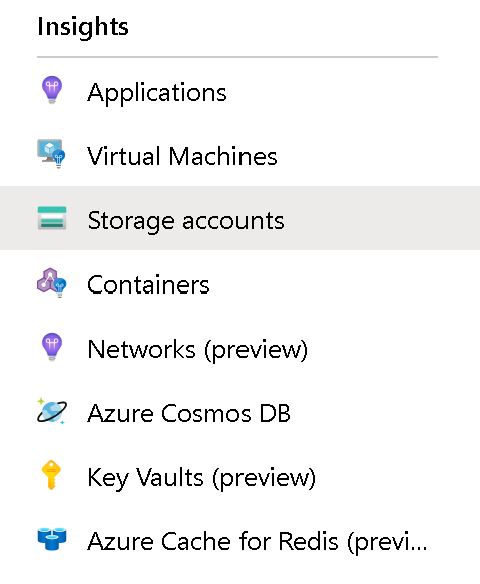 Insights
Applications
Virtual Machines
Storage accounts
Containers
Networks (preview)
Azure Cosmos DB
Key Vaults (preview)
Azure Cache for Redis (previ...